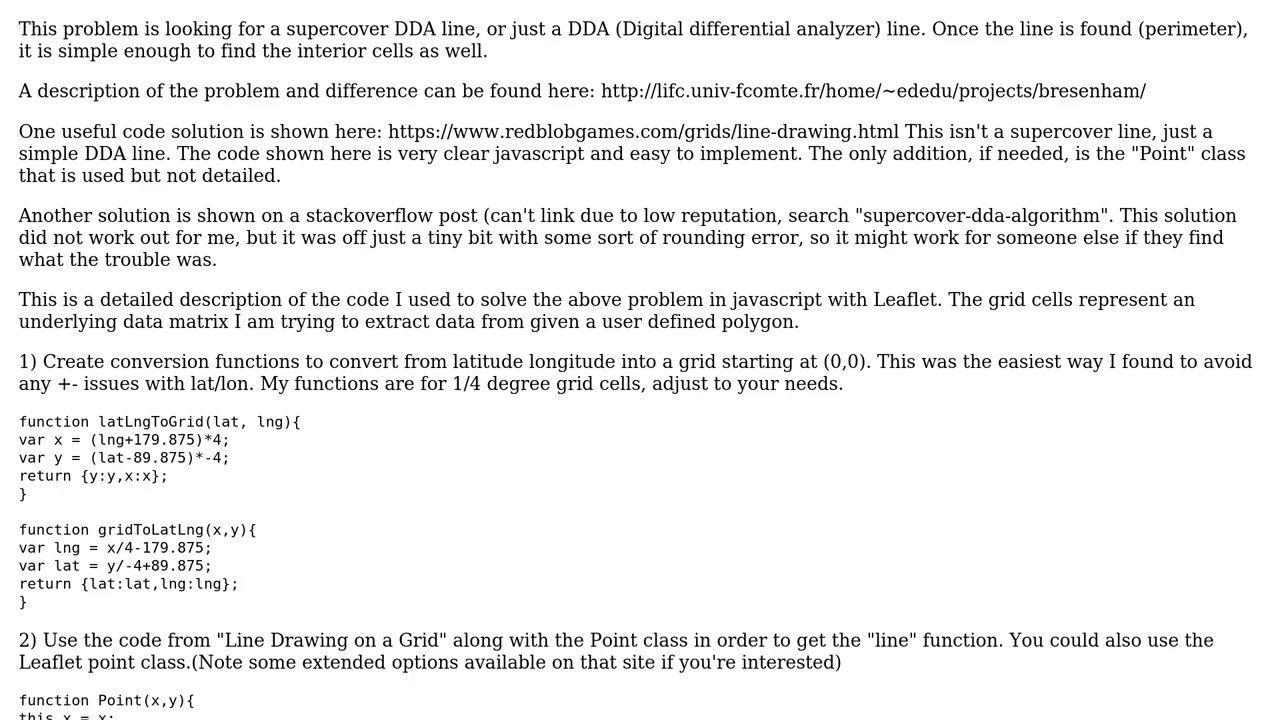 This problem is looking for a supercover DDA line, or just a DDA (Digital differential analyzer) line. Once the line is found (perimeter),
it is simple enough to find the interior cells as well.
A description of the problem and difference can be found here: http://lifc.univ-fcomte.fr/home/~ededu/projects/bresenham/
One useful code solution is shown here: https://www.redblobgames.com/grids/line-drawing.html This isn't a supercover line, just a
simple DDA line. The code shown here is very clear javascript and easy to implement. The only addition, if needed, is the "Point" class
that is used but not detailed.
Another solution is shown on a stackoverflow post (can't link due to low reputation, search "supercover-dda-algorithm". This solution
did not work out for me, but it was off just a tiny bit with some sort of rounding error, so it might work for someone else if they find
what the trouble was.
This is a detailed description of the code I used to solve the above problem in javascript with Leaflet. The grid cells represent an
underlying data matrix I am trying to extract data from given a user defined polygon.
1) Create conversion functions to convert from latitude longitude into a grid starting at (0,0). This was the easiest way I found to avoid
any +- issues with lat/lon. My functions are for 1/4 degree grid cells, adjust to your needs.
function latLngToGrid(lat, lng){
var x = (lng+179.875)*4;
var y = (lat-89.875)*-4;
return {y:y,x:x};
}
function gridToLatLng(x,y){
var lng = x/4-179.875;
var lat = y/-4+89.875;
return {lat:lat,lng:lng};
}
2) Use the code from "Line Drawing on a Grid" along with the Point class in order to get the "line" function. You could also use the
Leaflet point class.(Note some extended options available on that site if you're interested)
function Point(x,y){
this.x = x;